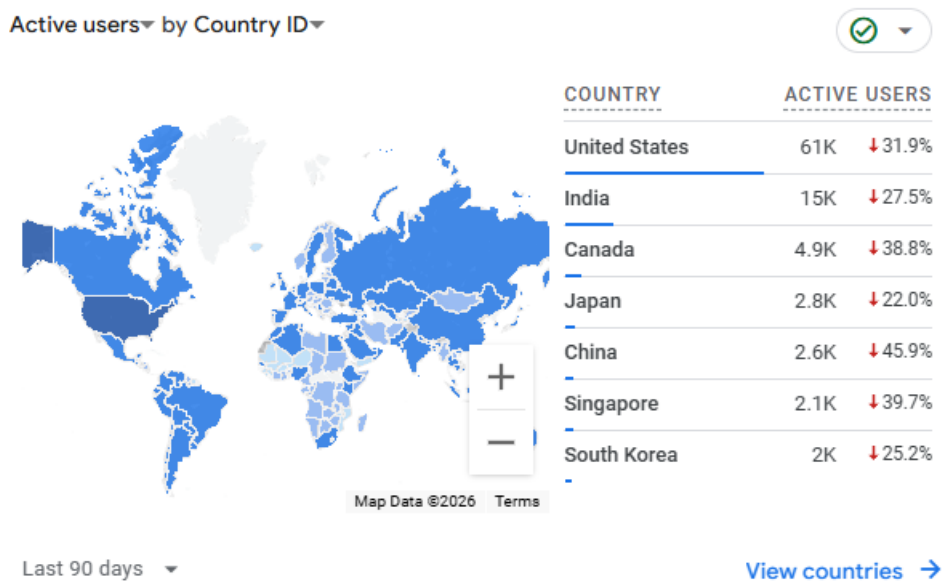 Active users by Country ID
COUNTRY ACTIVE USERS
United States 61K ↓31.9%
India 15K ↓27.5%
Canada 4.9K ↓38.8%
Japan 2.8K ↓22.0%
China 2.6K ↓45.9%
Singapore 2.1K ↓39.7%
South Korea 2K ↓25.2%
+
−
Map Data ©2026 Terms
Last 90 days
View countries →